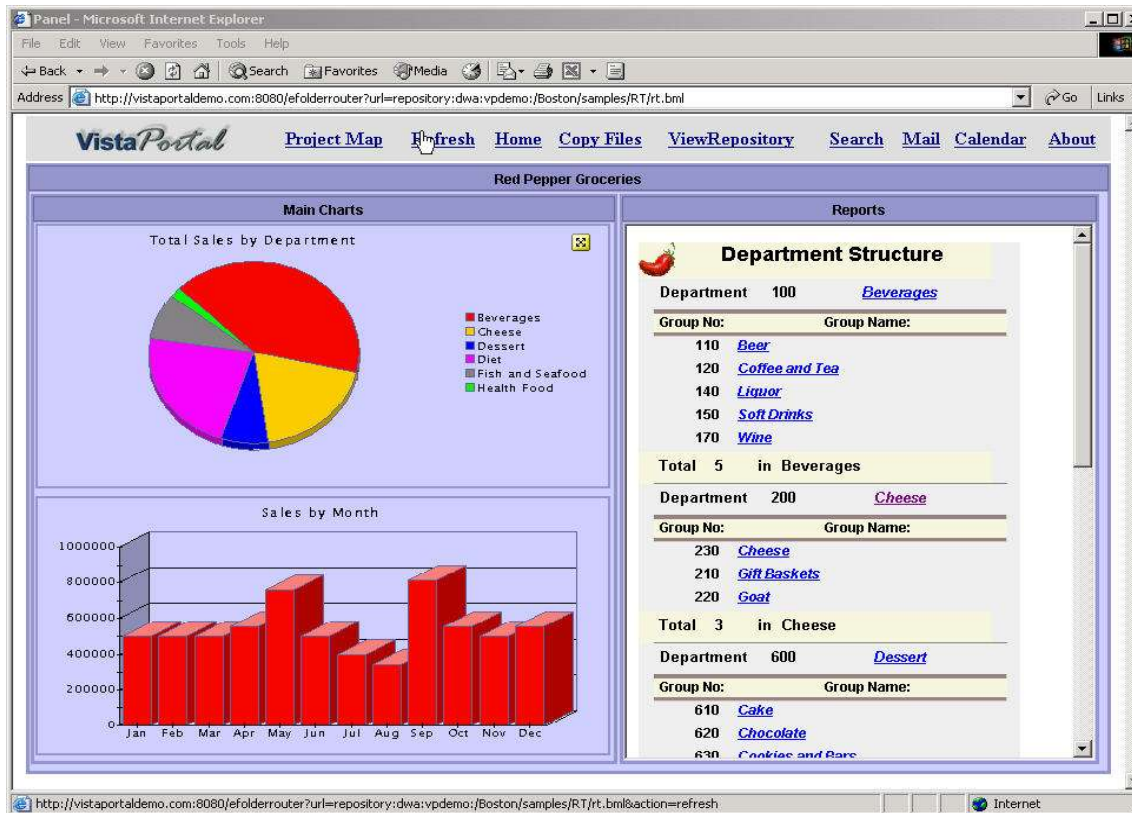 Panel - Microsoft Internet Explorer
File Edit View Favorites Tools Help
Back Search Favorites Media
Address http://vistaportaldemo.com:8080/efolderrouter?url=repository:dwa:vpdemo:/Boston/samples/RT/rt.bml Go Links
VistaPortal Project Map Refresh Home Copy Files ViewRepository Search Mail Calendar About
Red Pepper Groceries
Main Charts
Total Sales by Department
Beverages
Cheese
Dessert
Diet
Fish and Seafood
Health Food
Sales by Month
1000000
800000
600000
400000
200000
0
Jan Feb Mar Apr May Jun Jul Aug Sep Oct Nov Dec
Reports
Department Structure
Department 100 Beverages
Group No: Group Name:
110 Beer
120 Coffee and Tea
140 Liquor
150 Soft Drinks
170 Wine
Total 5 in Beverages
Department 200 Cheese
Group No: Group Name:
230 Cheese
210 Gift Baskets
220 Goat
Total 3 in Cheese
Department 600 Dessert
Group No: Group Name:
610 Cake
620 Chocolate
630 Cookies and Bars
http://vistaportaldemo.com:8080/efolderrouter?url=repository:dwa:vpdemo:/Boston/samples/RT/rt.bml&action=refresh Internet